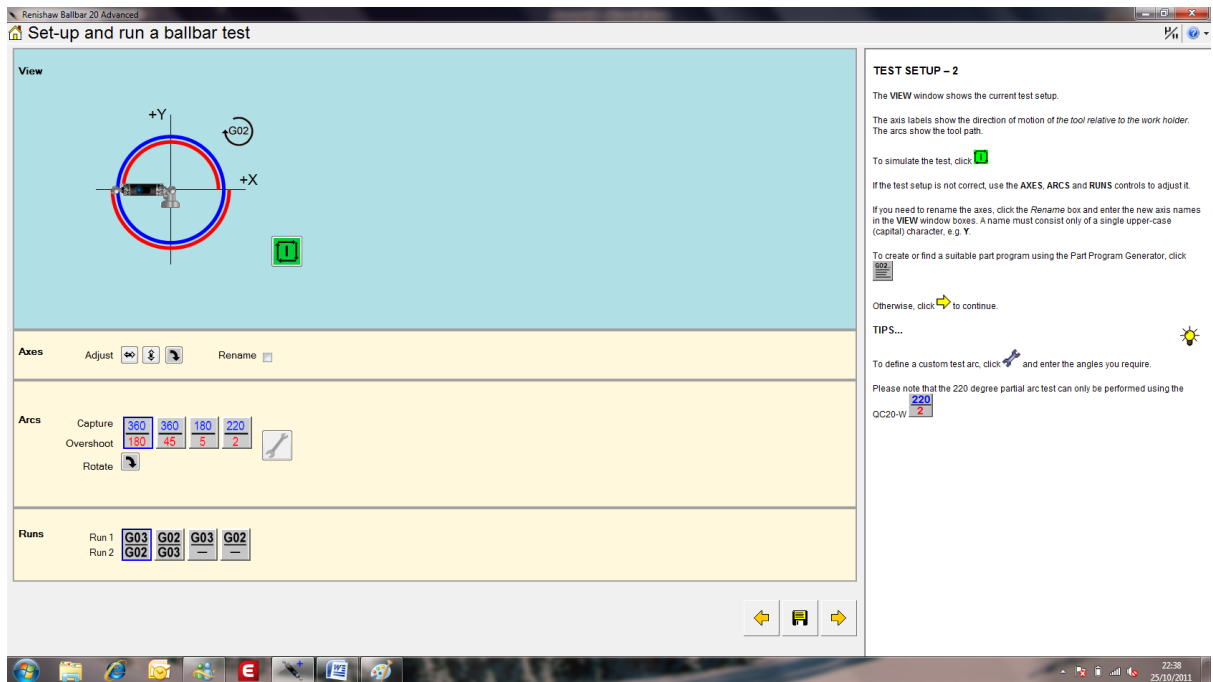 Renishaw Ballbar 20 Advanced
Set-up and run a ballbar test
View
+Y
G02
+X
Axes Adjust Rename
Arcs Capture 360 360 180 220
Overshoot 180 45 5 2
Rotate
Runs Run 1 G03 G02 G03 G02
Run 2 G02 G03 — —
TEST SETUP – 2
The VIEW window shows the current test setup.
The axis labels show the direction of motion of the tool relative to the work holder.
The arcs show the tool path.
To simulate the test, click
If the test setup is not correct, use the AXES, ARCS and RUNS controls to adjust it.
If you need to rename the axes, click the Rename box and enter the new axis names
in the VIEW window boxes. A name must consist only of a single upper-case
(capital) character, e.g. Y.
To create or find a suitable part program using the Part Program Generator, click
G02
Otherwise, click to continue.
TIPS...
To define a custom test arc, click and enter the angles you require.
Please note that the 220 degree partial arc test can only be performed using the
QC20-W 220
2
22:38
25/10/2011